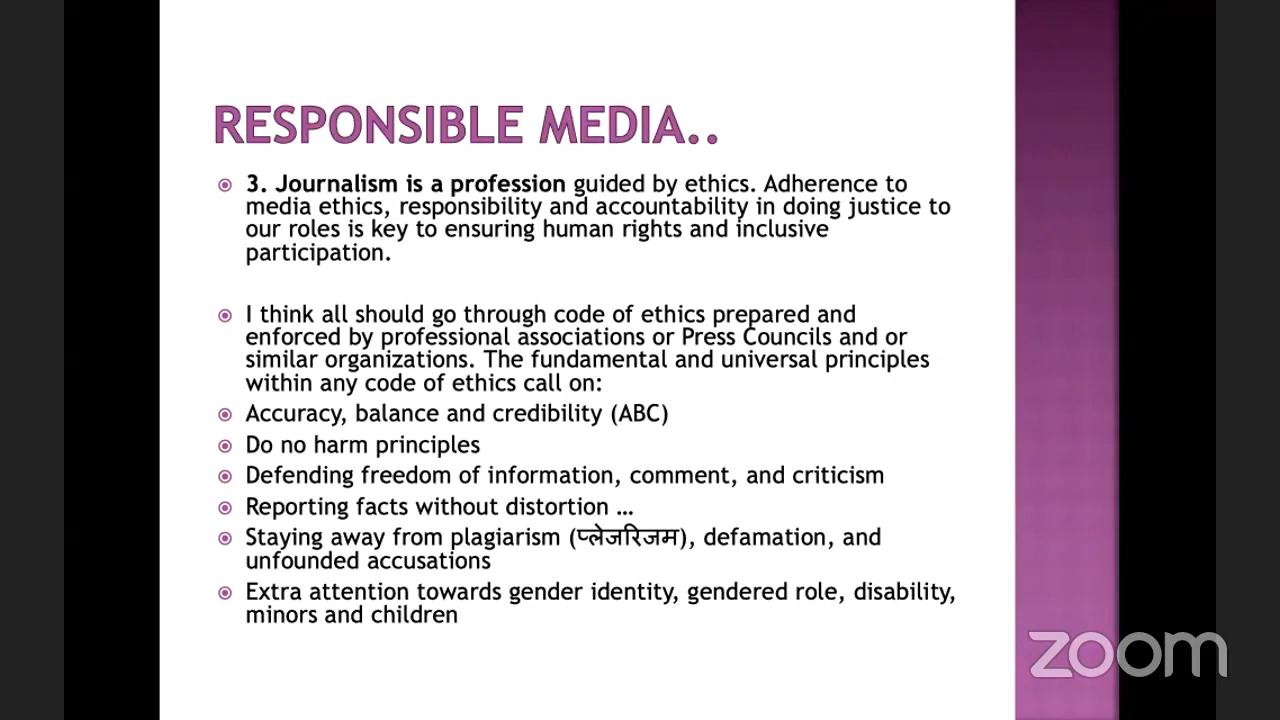 RESPONSIBLE MEDIA..
3. Journalism is a profession guided by ethics. Adherence to
media ethics, responsibility and accountability in doing justice to
our roles is key to ensuring human rights and inclusive
participation.
I think all should go through code of ethics prepared and
enforced by professional associations or Press Councils and or
similar organizations. The fundamental and universal principles
within any code of ethics call on:
Accuracy, balance and credibility (ABC)
Do no harm principles
Defending freedom of information, comment, and criticism
Reporting facts without distortion …
Staying away from plagiarism (प्लेजरिजम), defamation, and
unfounded accusations
Extra attention towards gender identity, gendered role, disability,
minors and children
zoom